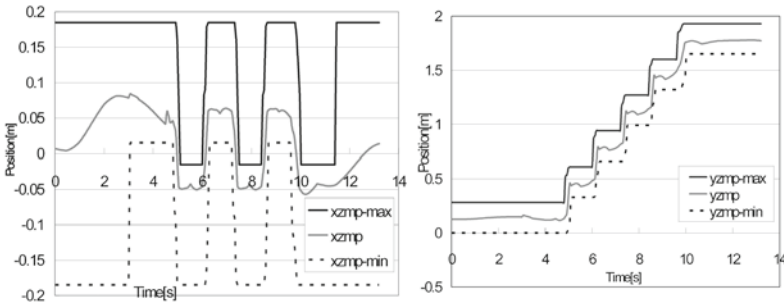 0.2
0.15
0.1
0.05
0
-0.05
-0.1
-0.15
-0.2
Position[m]
0 2 4 6 8 10 12 14
Time[s]
xzmp-max
xzmp
xzmp-min
2
1.5
1
0.5
0
-0.5
Position[m]
0 2 4 6 8 10 12 14
Time[s]
yzmp-max
yzmp
yzmp-min